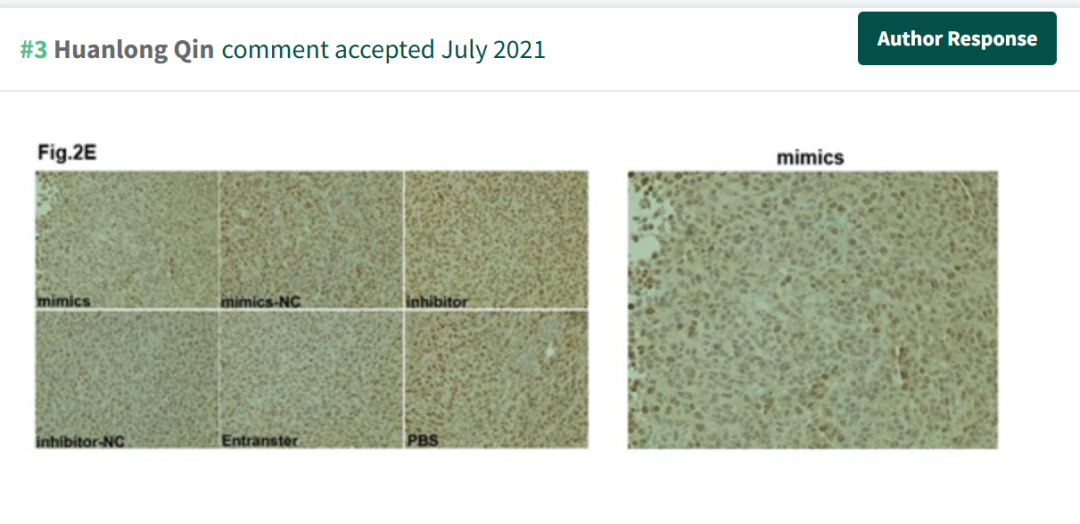 #3 Huanlong Qin comment accepted July 2021
Author Response
Fig.2E
mimics
mimics
mimics-NC
inhibitor
inhibitor-NC
Entranster
PBS